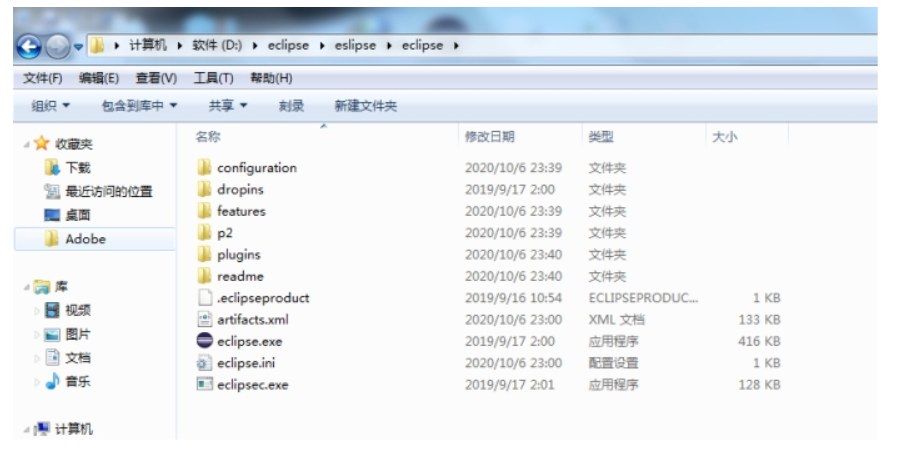 计算机 软件 (D:) eclipse eslipse eclipse
文件(F) 编辑(E) 查看(V) 工具(T) 帮助(H)
组织 包含到库中 共享 刻录 新建文件夹
收藏夹
下载
最近访问的位置
桌面
Adobe
库
视频
图片
文档
音乐
计算机
名称 修改日期 类型 大小
configuration 2020/10/6 23:39 文件夹
dropins 2019/9/17 2:00 文件夹
features 2020/10/6 23:39 文件夹
p2 2020/10/6 23:39 文件夹
plugins 2020/10/6 23:40 文件夹
readme 2020/10/6 23:40 文件夹
.eclipseproduct 2019/9/16 10:54 ECLIPSEPRODUC... 1 KB
artifacts.xml 2020/10/6 23:00 XML 文档 133 KB
eclipse.exe 2019/9/17 2:00 应用程序 416 KB
eclipse.ini 2020/10/6 23:00 配置设置 1 KB
eclipsec.exe 2019/9/17 2:01 应用程序 128 KB